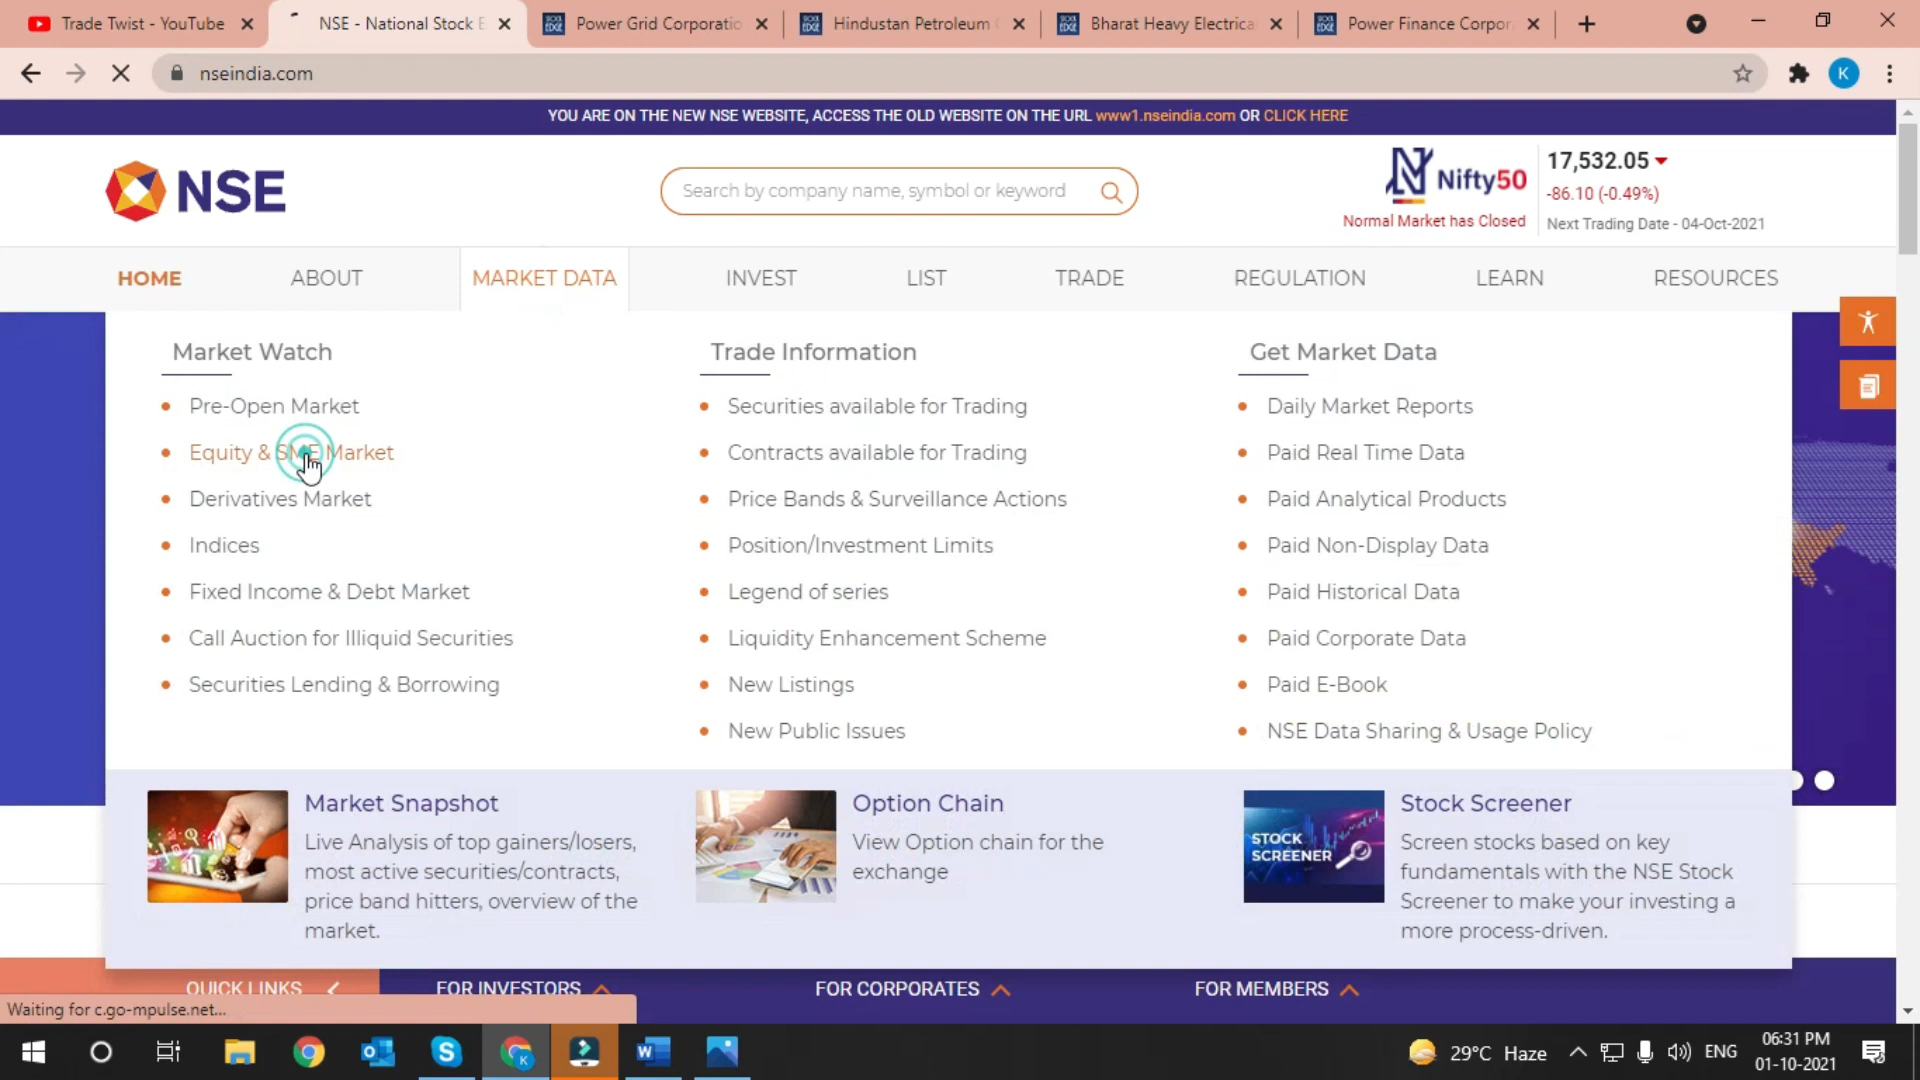 Trade Twist - YouTube
NSE - National Stock E
Power Grid Corporatio
Hindustan Petroleum
Bharat Heavy Electrica
Power Finance Corpor
K
nseindia.com
YOU ARE ON THE NEW NSE WEBSITE, ACCESS THE OLD WEBSITE ON THE URL www1.nseindia.com OR CLICK HERE
NSE
Search by company name, symbol or keyword
Nifty50
17,532.05
-86.10 (-0.49%)
Normal Market has Closed
Next Trading Date - 04-Oct-2021
HOME
ABOUT
MARKET DATA
INVEST
LIST
TRADE
REGULATION
LEARN
RESOURCES
Market Watch
Pre-Open Market
Equity & SME Market
Derivatives Market
Indices
Fixed Income & Debt Market
Call Auction for Illiquid Securities
Securities Lending & Borrowing
Trade Information
Securities available for Trading
Contracts available for Trading
Price Bands & Surveillance Actions
Position/Investment Limits
Legend of series
Liquidity Enhancement Scheme
New Listings
New Public Issues
Get Market Data
Daily Market Reports
Paid Real Time Data
Paid Analytical Products
Paid Non-Display Data
Paid Historical Data
Paid Corporate Data
Paid E-Book
NSE Data Sharing & Usage Policy
Market Snapshot
Live Analysis of top gainers/losers,
most active securities/contracts,
price band hitters, overview of the
market.
Option Chain
View Option chain for the
exchange
STOCK
SCREENER
Stock Screener
Screen stocks based on key
fundamentals with the NSE Stock
Screener to make your investing a
more process-driven.
QUICK LINKS
FOR INVESTORS
FOR CORPORATES
FOR MEMBERS
Waiting for c.go-mpulse.net...
29°C Haze
ENG
06:31 PM
01-10-2021